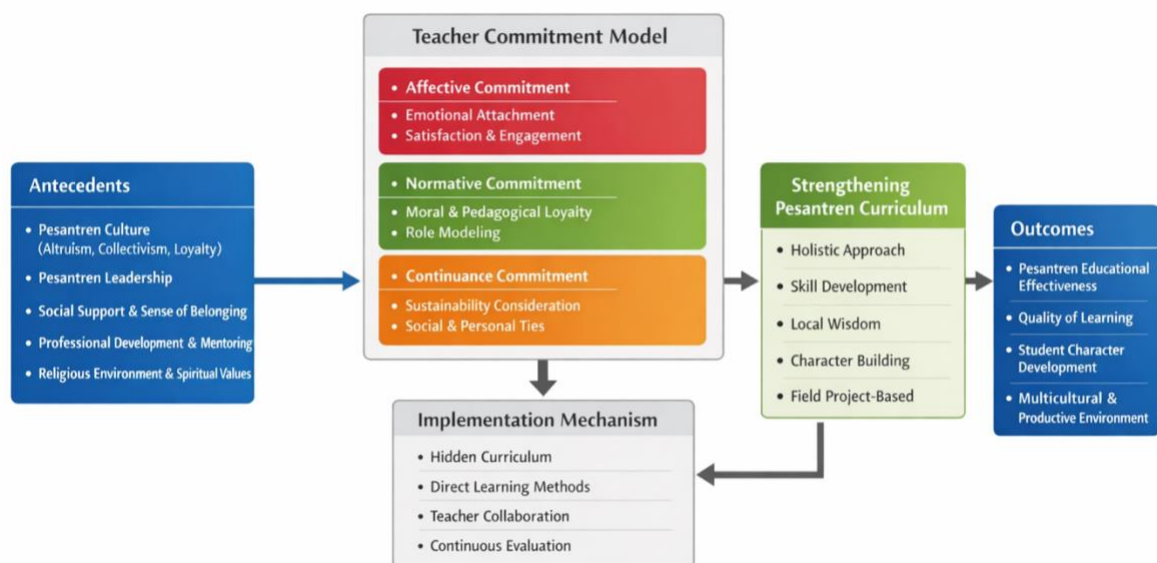 Teacher Commitment Model
• Affective Commitment
• Emotional Attachment
• Satisfaction & Engagement
• Normative Commitment
• Moral & Pedagogical Loyalty
• Role Modeling
• Continuance Commitment
• Sustainability Consideration
• Social & Personal Ties
Antecedents
• Pesantren Culture
(Altruism, Collectivism, Loyalty)
• Pesantren Leadership
• Social Support & Sense of Belonging
• Professional Development & Mentoring
• Religious Environment & Spiritual Values
Strengthening
Pesantren Curriculum
• Holistic Approach
• Skill Development
• Local Wisdom
• Character Building
• Field Project-Based
Outcomes
• Pesantren Educational
Effectiveness
• Quality of Learning
• Student Character
Development
• Multicultural &
Productive Environment
Implementation Mechanism
• Hidden Curriculum
• Direct Learning Methods
• Teacher Collaboration
• Continuous Evaluation